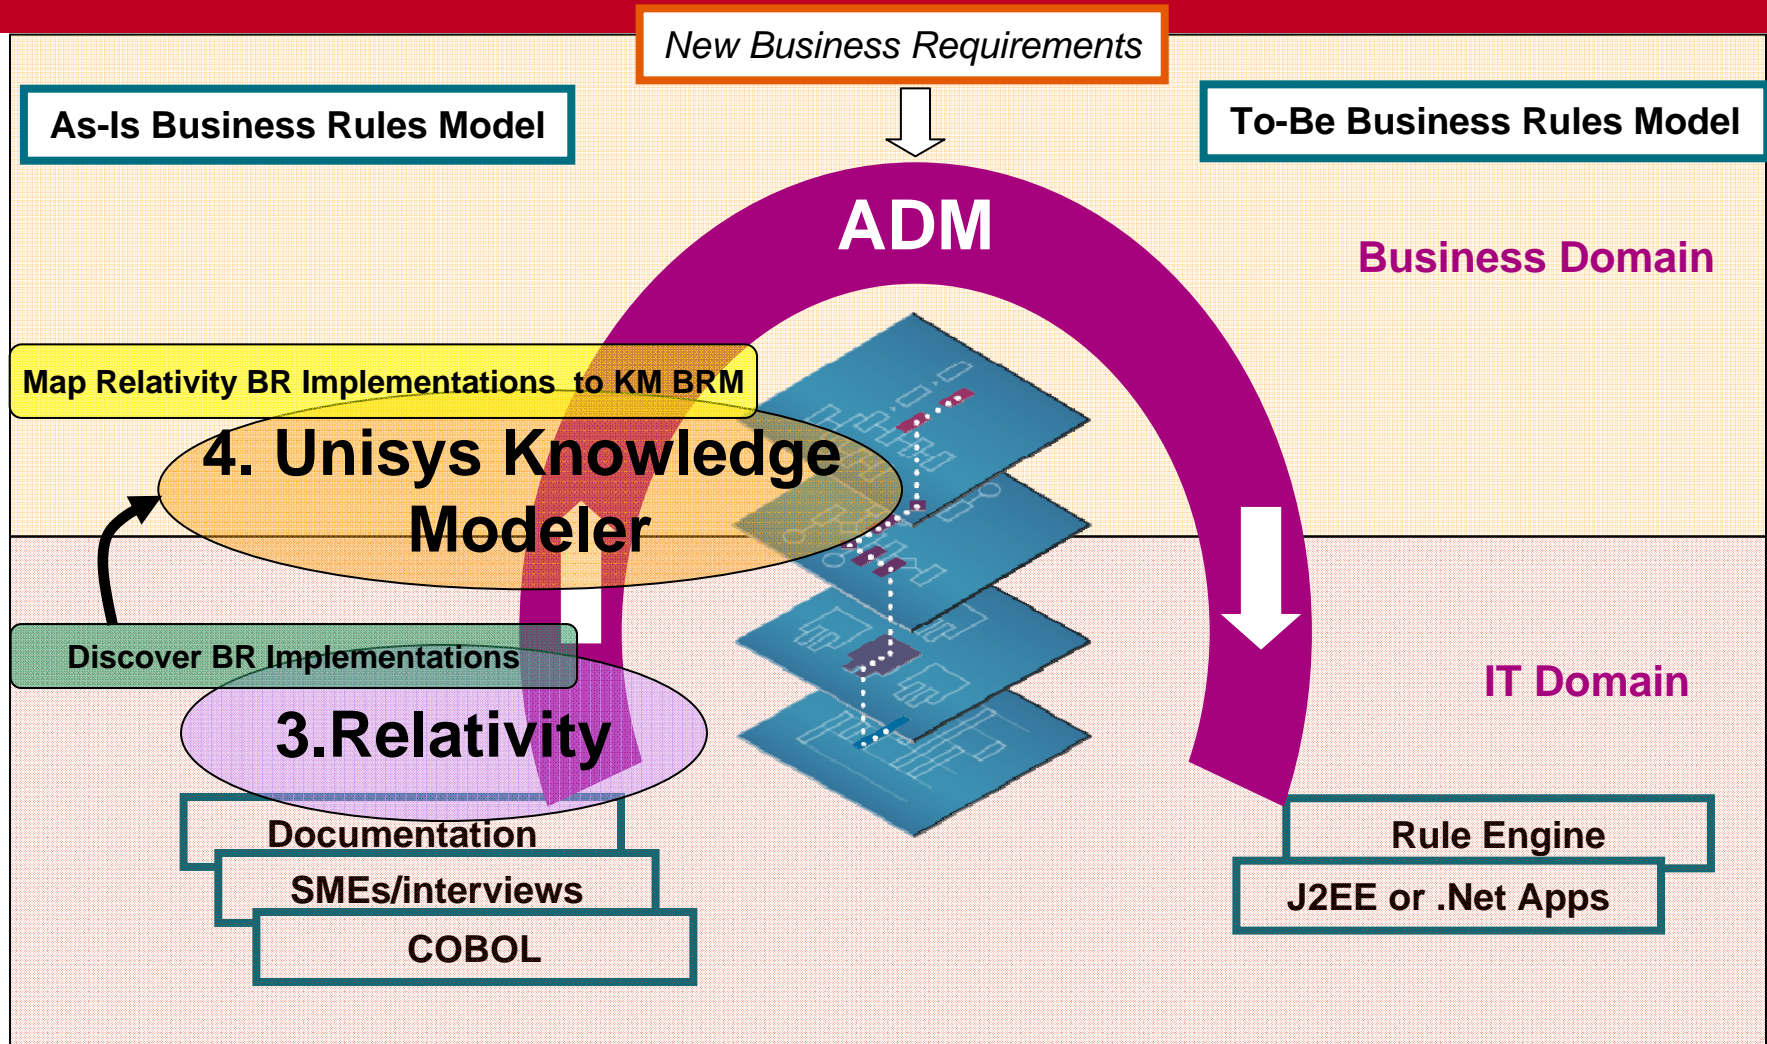 New Business Requirements
As-Is Business Rules Model
To-Be Business Rules Model
ADM
Business Domain
Map Relativity BR Implementations to KM BRM
4. Unisys Knowledge
Modeler
Discover BR Implementations
IT Domain
3.Relativity
Documentation
SMEs/interviews
COBOL
Rule Engine
J2EE or .Net Apps